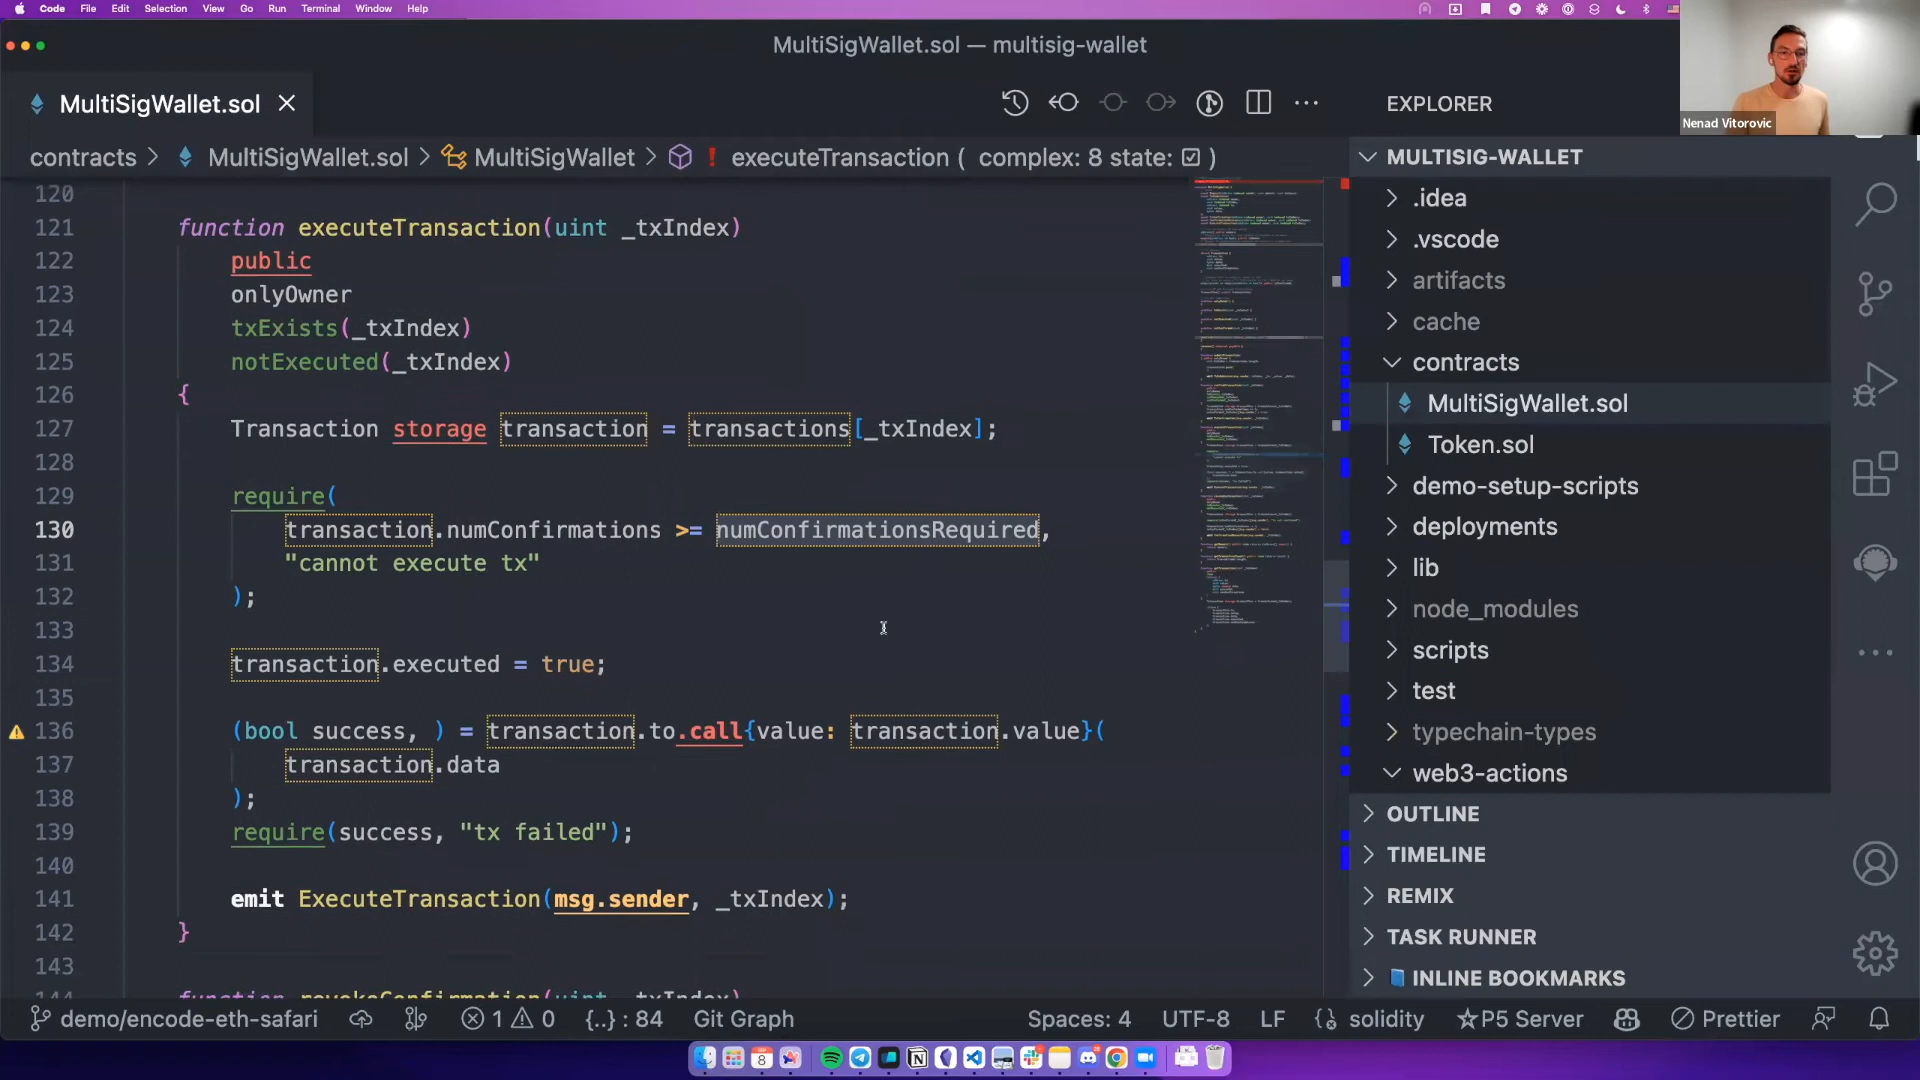 Code File Edit Selection View Go Run Terminal Window Help
MultiSigWallet.sol — multisig-wallet
Nenad Vitorovic
MultiSigWallet.sol
EXPLORER
contracts > MultiSigWallet.sol > MultiSigWallet > ! executeTransaction ( complex: 8 state: ☑ )
MULTISIG-WALLET
.idea
.vscode
artifacts
cache
contracts
MultiSigWallet.sol
Token.sol
demo-setup-scripts
deployments
lib
node_modules
scripts
test
typechain-types
web3-actions
OUTLINE
TIMELINE
REMIX
TASK RUNNER
INLINE BOOKMARKS
120
121 function executeTransaction(uint _txIndex)
122 public
123 onlyOwner
124 txExists(_txIndex)
125 notExecuted(_txIndex)
126 {
127 Transaction storage transaction = transactions[_txIndex];
128
129 require(
130 transaction.numConfirmations >= numConfirmationsRequired,
131 "cannot execute tx"
132 );
133
134 transaction.executed = true;
135
136 (bool success, ) = transaction.to.call{value: transaction.value}(
137 transaction.data
138 );
139 require(success, "tx failed");
140
141 emit ExecuteTransaction(msg.sender, _txIndex);
142 }
143
144 function revokeConfirmation(uint _txIndex)
demo/encode-eth-safari 1 0 {..} : 84 Git Graph Spaces: 4 UTF-8 LF solidity P5 Server Prettier